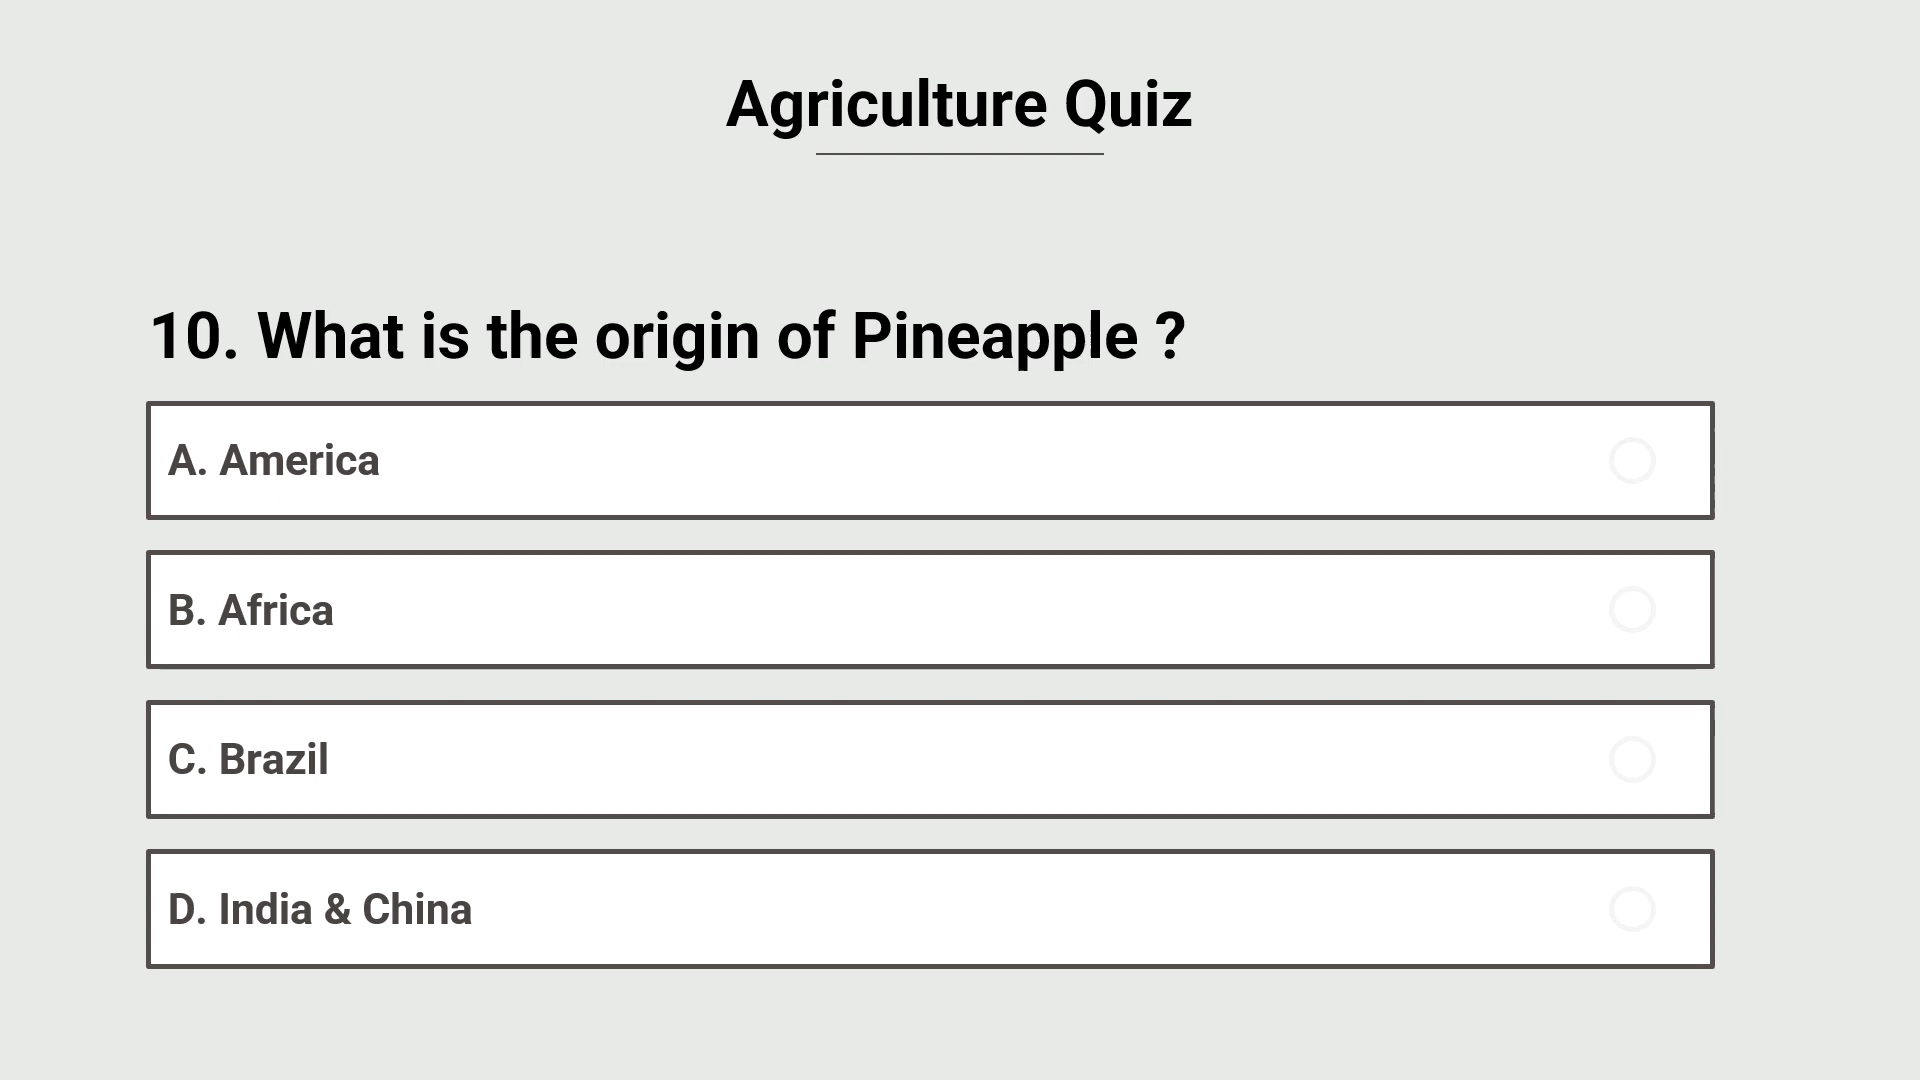 Agriculture Quiz
10. What is the origin of Pineapple ?
A. America
B. Africa
C. Brazil
D. India & China